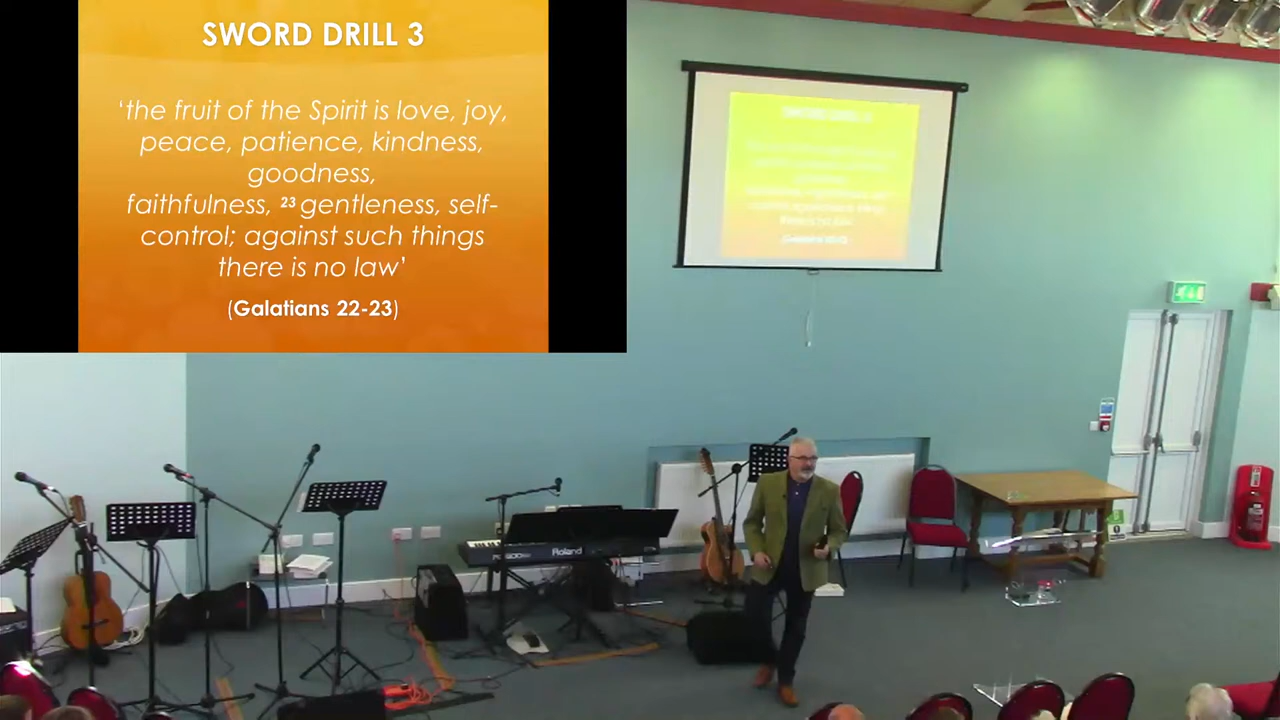 SWORD DRILL 3
‘the fruit of the Spirit is love, joy,
peace, patience, kindness,
goodness,
faithfulness, 23 gentleness, self-
control; against such things
there is no law’
(Galatians 22-23)
Roland